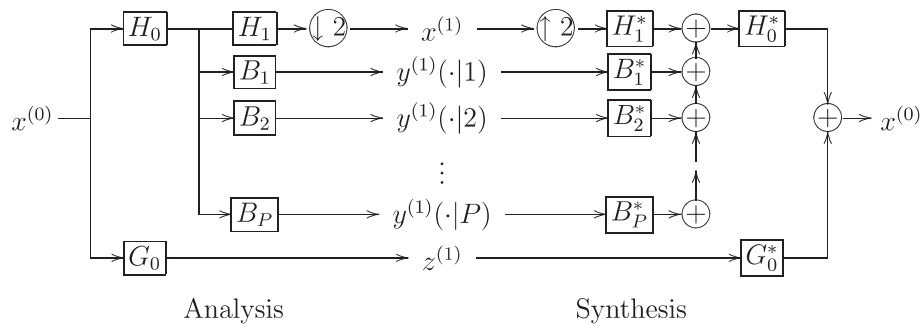 H_0 H_1 ↓ 2 x^{(1)} ↑ 2 H_1^* + H_0^*
B_1 y^{(1)}(·|1) B_1^* +
x^{(0)} B_2 y^{(1)}(·|2) B_2^* + + x^{(0)}
⋮
B_P y^{(1)}(·|P) B_P^* +
G_0 z^{(1)} G_0^*
Analysis Synthesis